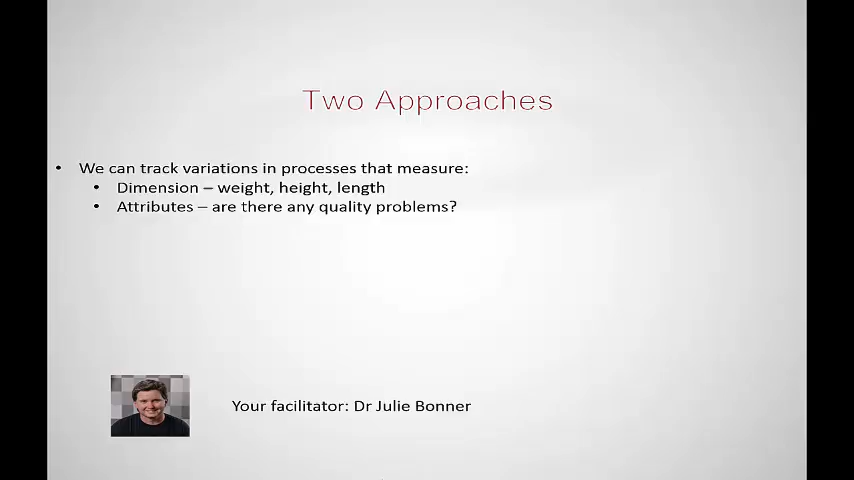 Two Approaches
• We can track variations in processes that measure:
• Dimension – weight, height, length
• Attributes – are there any quality problems?
Your facilitator: Dr Julie Bonner